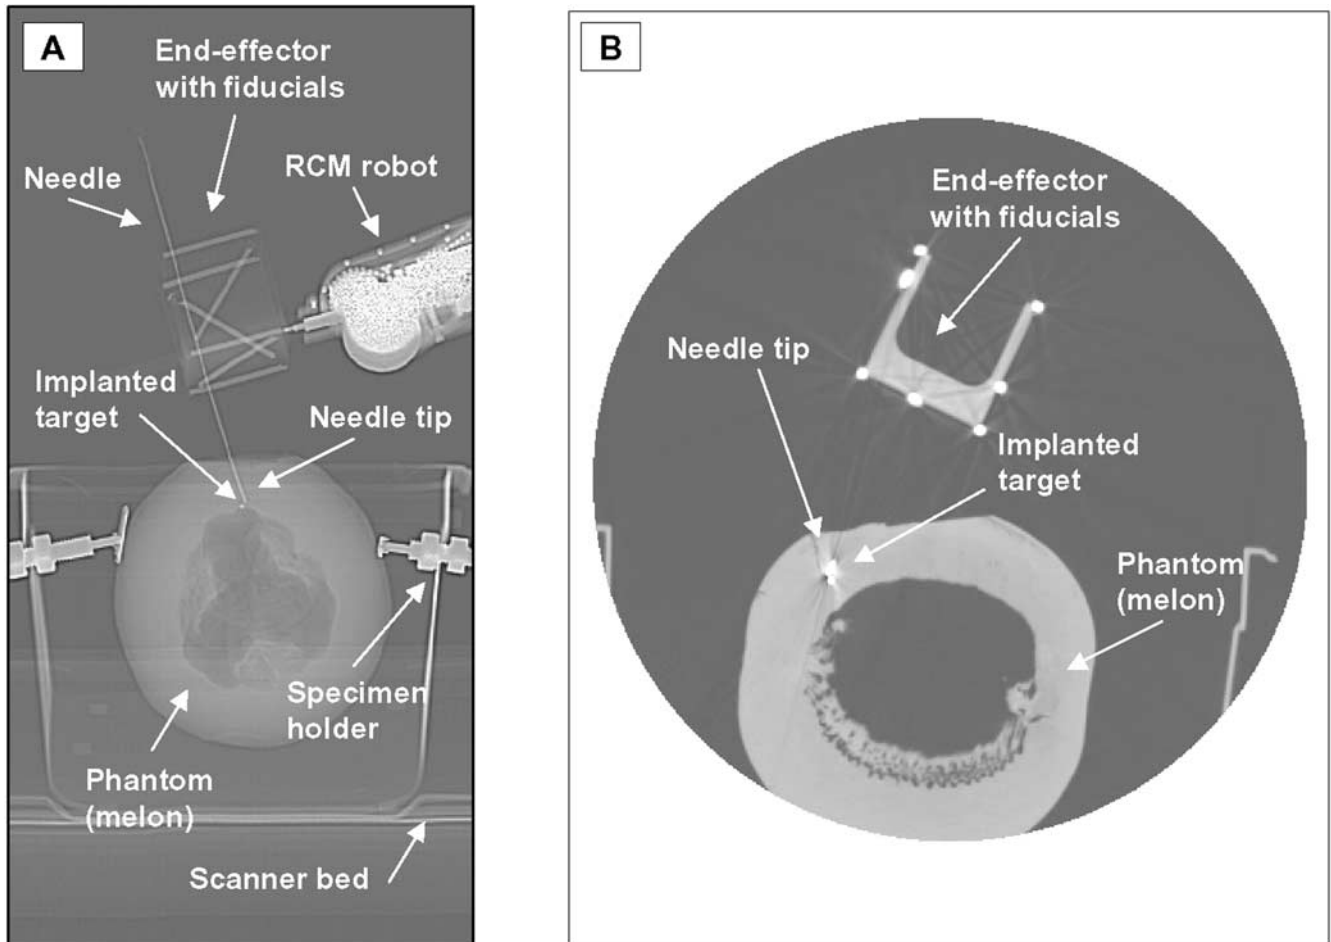 A
End-effector
with fiducials
Needle
RCM robot
Implanted
target
Needle tip
Specimen
holder
Phantom
(melon)
Scanner bed
B
End-effector
with fiducials
Needle tip
Implanted
target
Phantom
(melon)